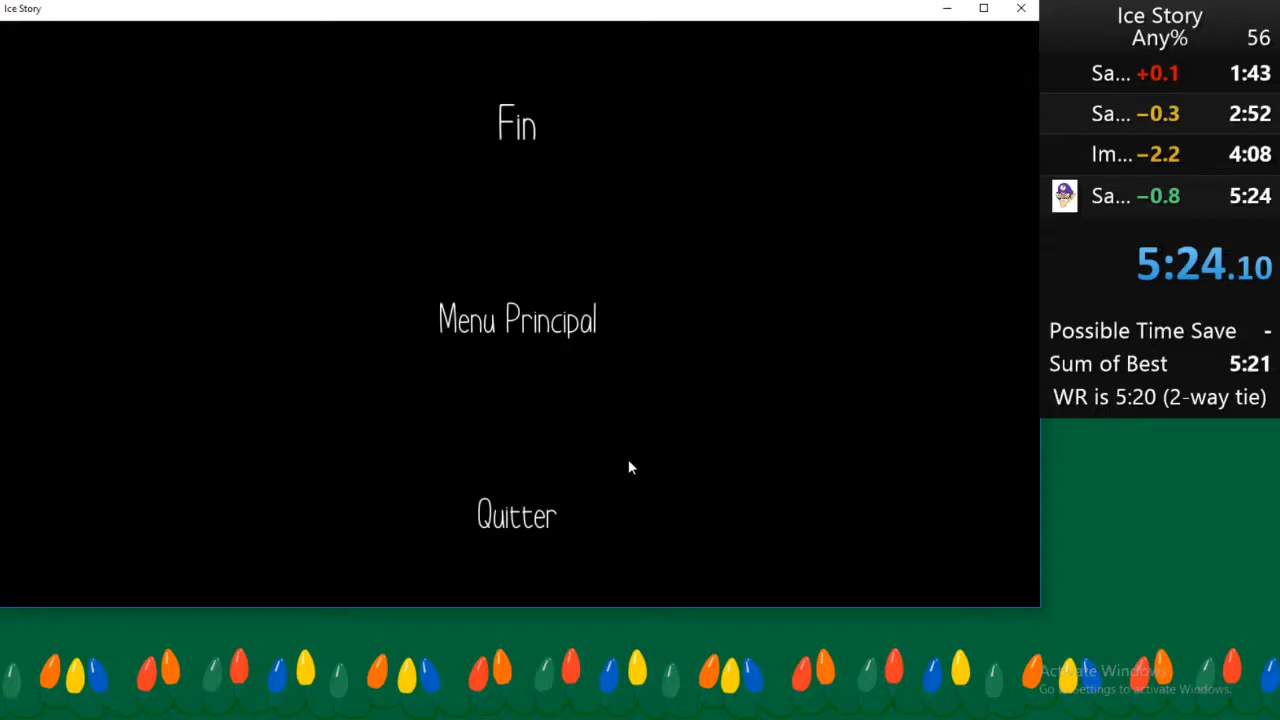 Ice Story
Fin
Menu Principal
Quitter
Ice Story
Any% 56
Sa... +0.1 1:43
Sa... −0.3 2:52
Im... −2.2 4:08
Sa... −0.8 5:24
5:24.10
Possible Time Save -
Sum of Best 5:21
WR is 5:20 (2-way tie)
Activate Windows
Go to Settings to activate Windows.